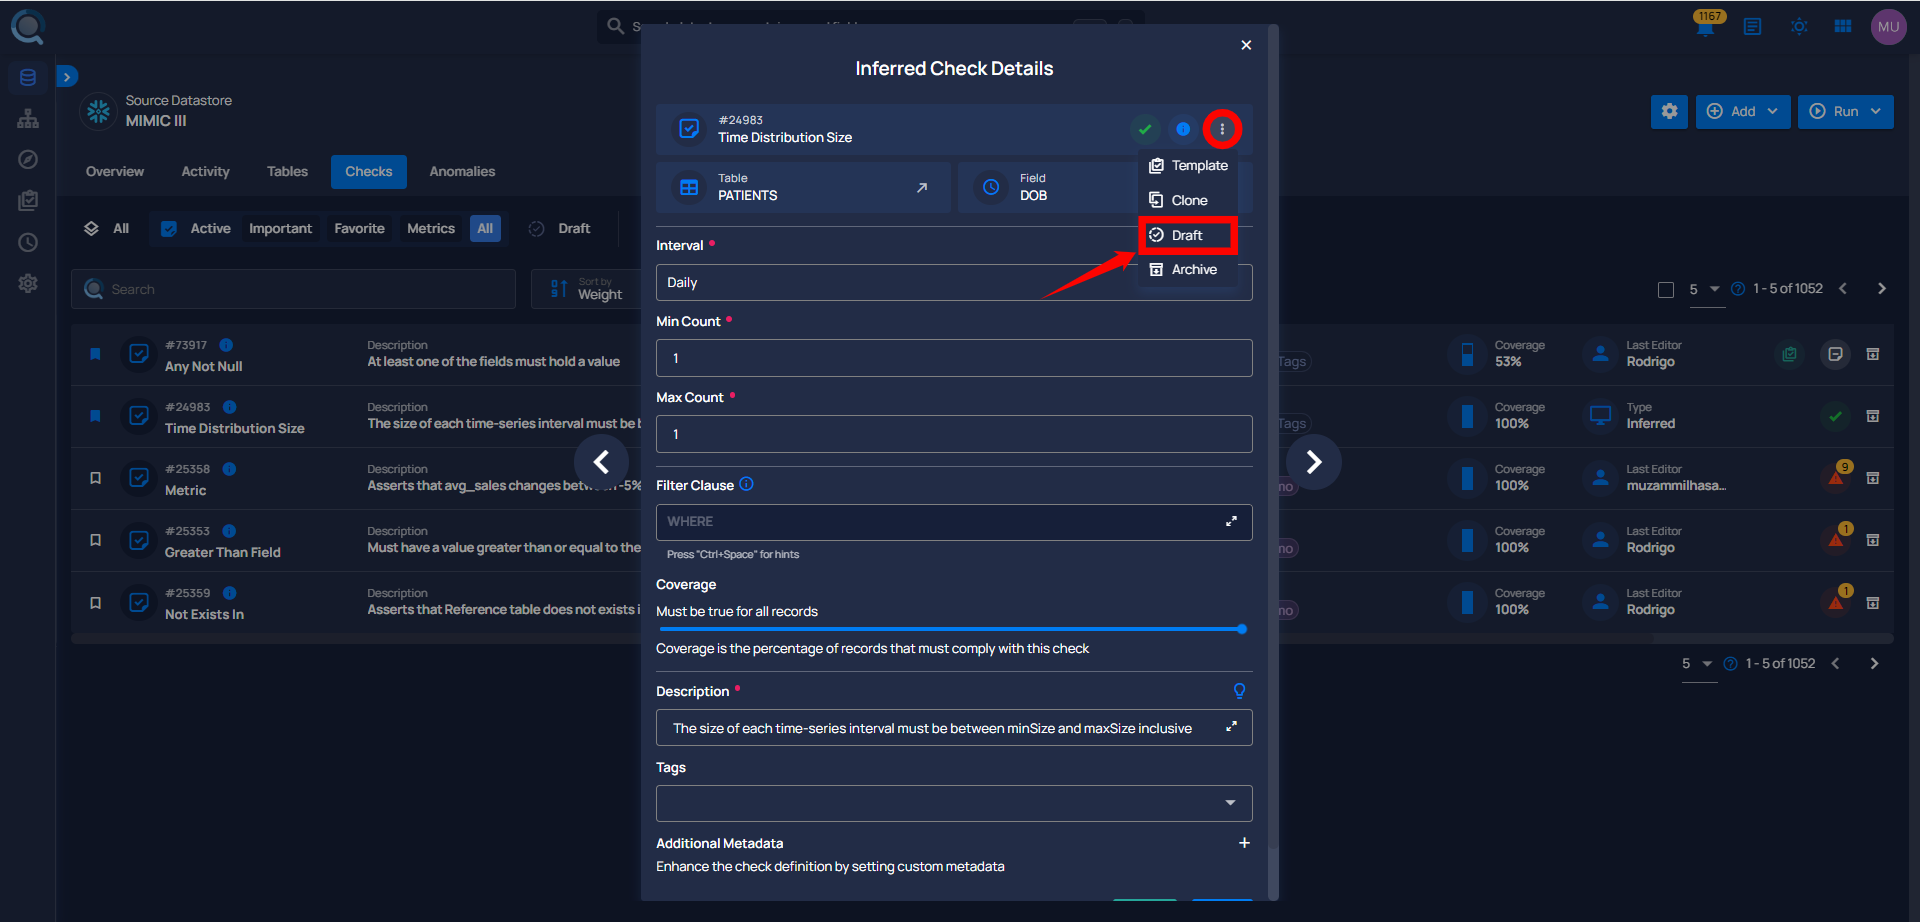 1167
MU
Inferred Check Details
Source Datastore
MIMIC III
#24983
Time Distribution Size
Add
Run
Template
Clone
Draft
Archive
Table
PATIENTS
Field
DOB
Overview
Activity
Tables
Checks
Anomalies
All
Active
Important
Favorite
Metrics
All
Draft
Search
Sort by
Weight
5
1 - 5 of 1052
Interval *
Daily
Min Count *
1
Max Count *
1
Filter Clause
WHERE
Press "Ctrl+Space" for hints
Coverage
Must be true for all records
Coverage is the percentage of records that must comply with this check
Description *
The size of each time-series interval must be between minSize and maxSize inclusive
Tags
Additional Metadata
Enhance the check definition by setting custom metadata
#73917
Any Not Null
Description
At least one of the fields must hold a value
Tags
Coverage
53%
Last Editor
Rodrigo
#24983
Time Distribution Size
Description
The size of each time-series interval must be
Tags
Coverage
100%
Type
Inferred
#25358
Metric
Description
Asserts that avg_sales changes between -5%
no
Coverage
100%
Last Editor
muzammilhasa...
9
#25353
Greater Than Field
Description
Must have a value greater than or equal to the
no
Coverage
100%
Last Editor
Rodrigo
1
#25359
Not Exists In
Description
Asserts that Reference table does not exists i
no
Coverage
100%
Last Editor
Rodrigo
1
5
1 - 5 of 1052